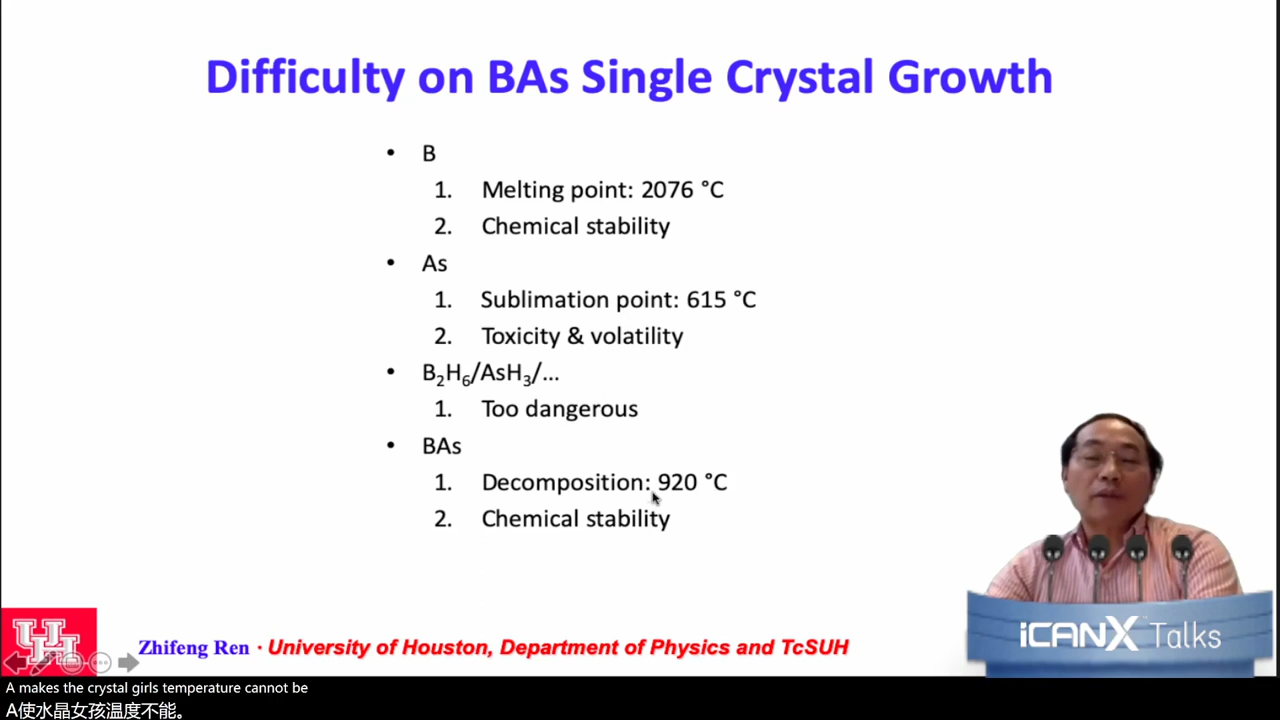 Difficulty on BAs Single Crystal Growth
• B
1. Melting point: 2076 °C
2. Chemical stability
• As
1. Sublimation point: 615 °C
2. Toxicity & volatility
• B₂H₆/AsH₃/...
1. Too dangerous
• BAs
1. Decomposition: 920 °C
2. Chemical stability
iCANX Talks
UH
Zhifeng Ren · University of Houston, Department of Physics and TcSUH
A makes the crystal girls temperature cannot be
A使水晶女孩温度不能。